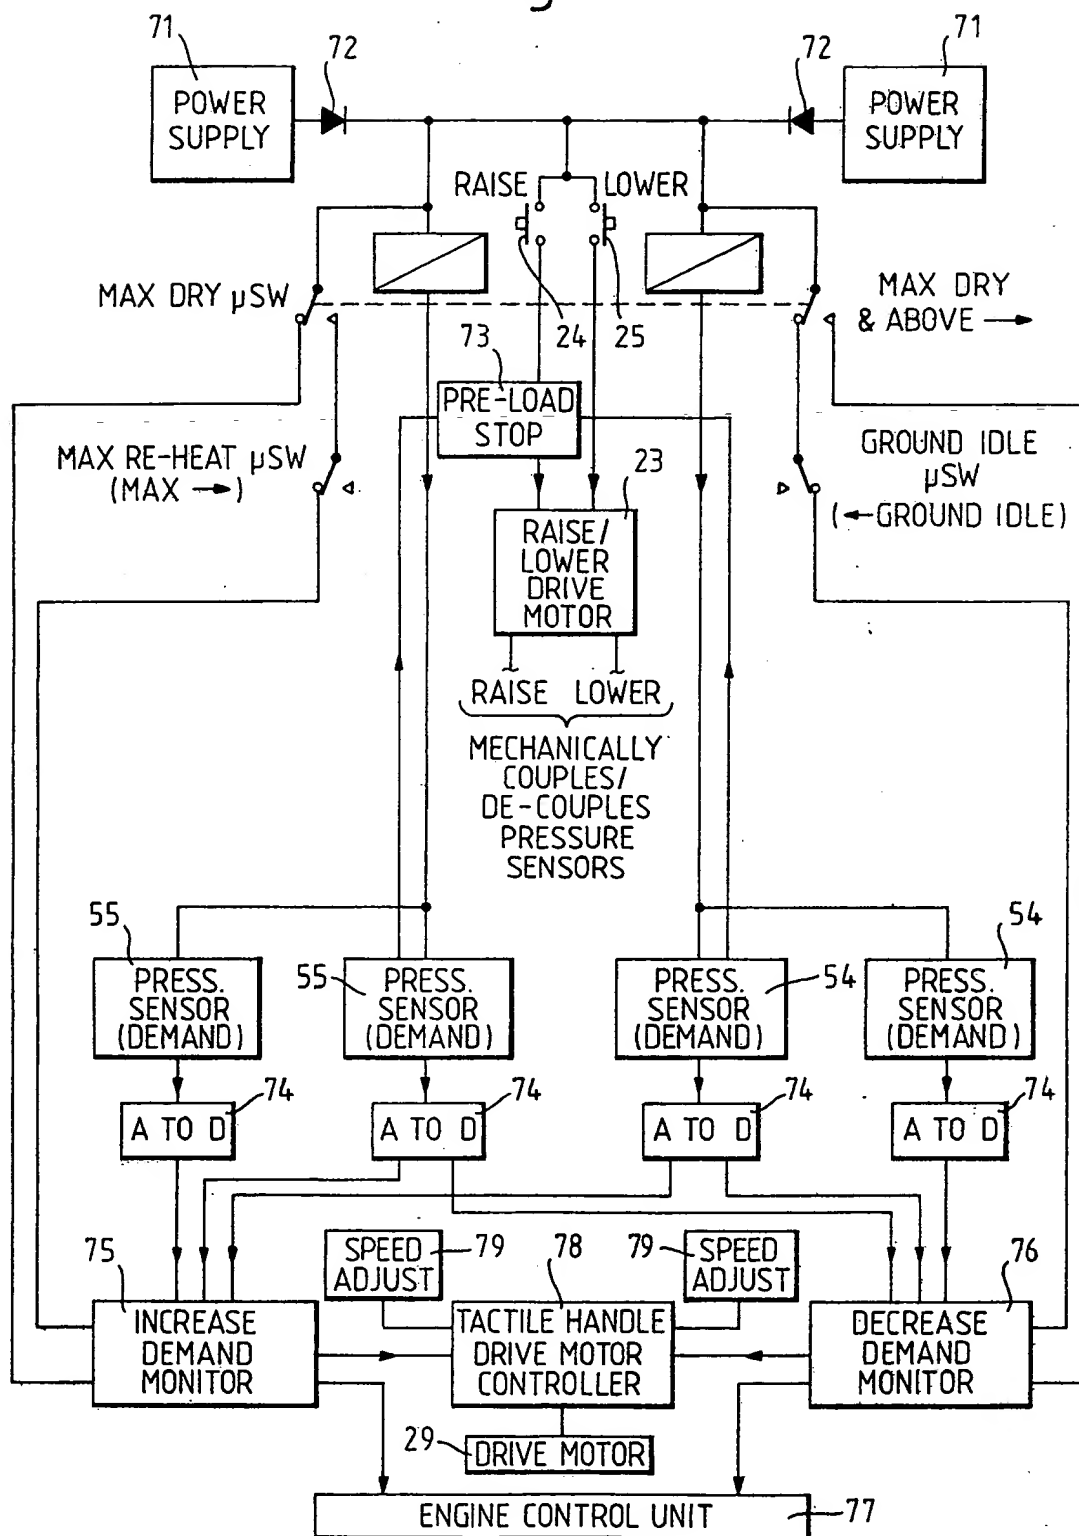 71
72
72
71
POWER
SUPPLY
POWER
SUPPLY
RAISE
LOWER
MAX DRY µSW
24
25
MAX DRY
& ABOVE →
73
PRE-LOAD
STOP
MAX RE-HEAT µSW
(MAX →)
GROUND IDLE
µSW
(←GROUND IDLE)
23
RAISE/
LOWER
DRIVE
MOTOR
RAISE LOWER
MECHANICALLY
COUPLES/
DE-COUPLES
PRESSURE
SENSORS
55
PRESS.
SENSOR
(DEMAND)
55
PRESS.
SENSOR
(DEMAND)
54
PRESS.
SENSOR
(DEMAND)
54
PRESS.
SENSOR
(DEMAND)
74
A TO D
74
A TO D
74
A TO D
74
A TO D
75
INCREASE
DEMAND
MONITOR
SPEED
ADJUST
79
78
79
SPEED
ADJUST
TACTILE HANDLE
DRIVE MOTOR
CONTROLLER
76
DECREASE
DEMAND
MONITOR
29
DRIVE MOTOR
ENGINE CONTROL UNIT
77